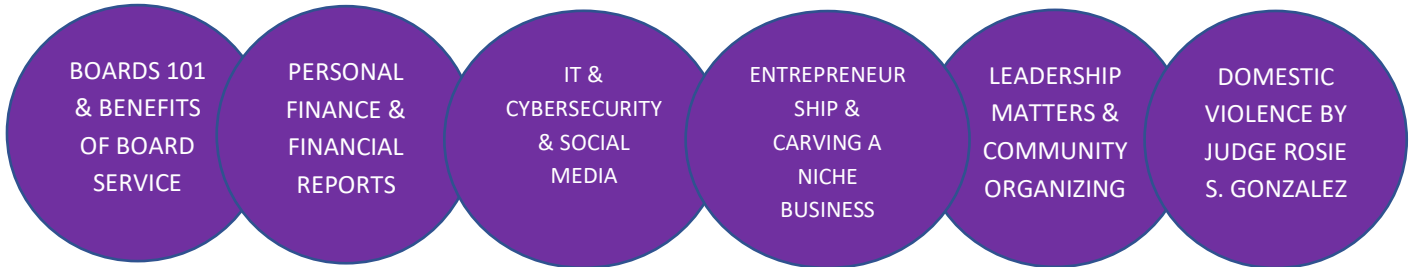 BOARDS 101
& BENEFITS
OF BOARD
SERVICE
PERSONAL
FINANCE &
FINANCIAL
REPORTS
IT &
CYBERSECURITY
& SOCIAL
MEDIA
ENTREPRENEUR
SHIP &
CARVING A
NICHE
BUSINESS
LEADERSHIP
MATTERS &
COMMUNITY
ORGANIZING
DOMESTIC
VIOLENCE BY
JUDGE ROSIE
S. GONZALEZ